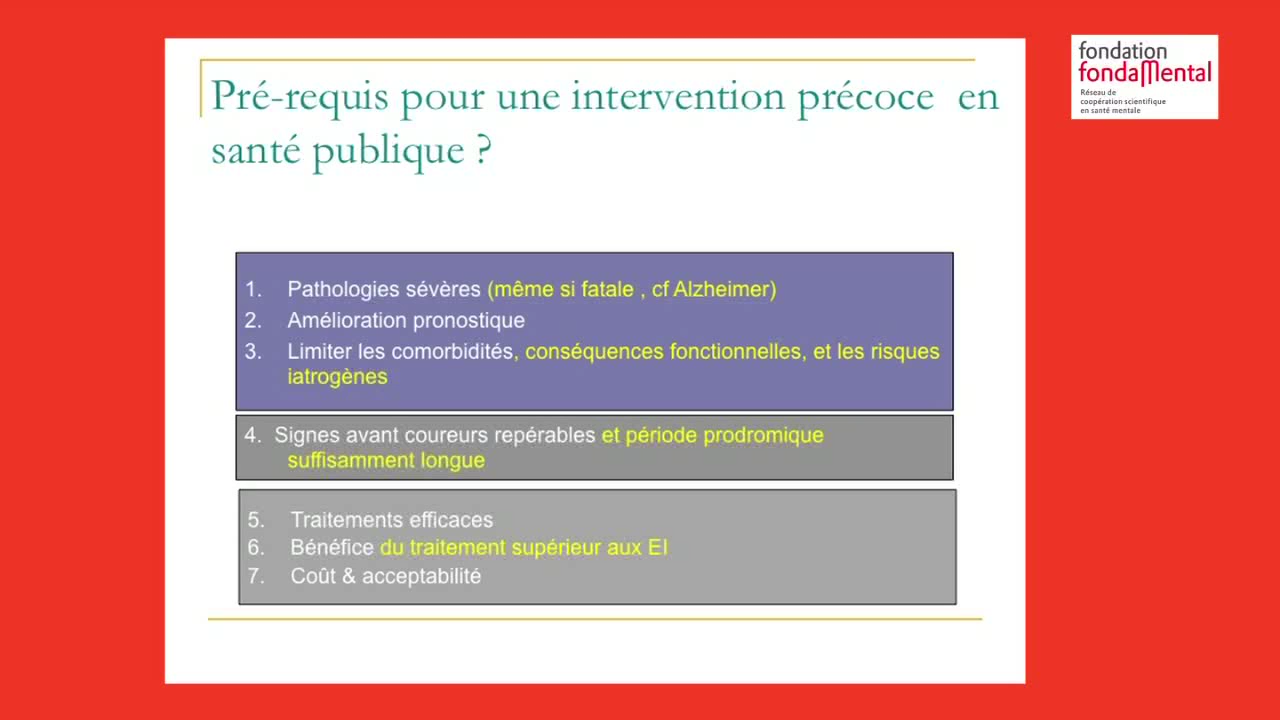 Pré-requis pour une intervention précoce en
santé publique ?
fondation
fondaMental
Réseau de
coopération scientifique
en santé mentale
1. Pathologies sévères (même si fatale , cf Alzheimer)
2. Amélioration pronostique
3. Limiter les comorbidités, conséquences fonctionnelles, et les risques
iatrogènes
4. Signes avant coureurs repérables et période prodromique
suffisamment longue
5. Traitements efficaces
6. Bénéfice du traitement supérieur aux EI
7. Coût & acceptabilité